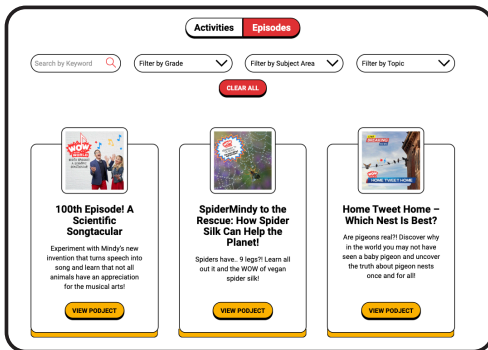 Activities
Episodes
Search by Keyword
Filter by Grade
Filter by Subject Area
Filter by Topic
CLEAR ALL
WOW
HOME TWEET HOME
100th Episode! A
Scientific
Songtacular
Experiment with Mindy's new
invention that turns speech into
song and learn that not all
animals have an appreciation
for the musical arts!
VIEW PODJECT
SpiderMindy to the
Rescue: How Spider
Silk Can Help the
Planet!
Spiders have.. 9 legs?! Learn all
out it and the WOW of vegan
spider silk!
VIEW PODJECT
Home Tweet Home –
Which Nest Is Best?
Are pigeons real?! Discover why
in the world you may not have
seen a baby pigeon and uncover
the truth about pigeon nests
once and for all!
VIEW PODJECT